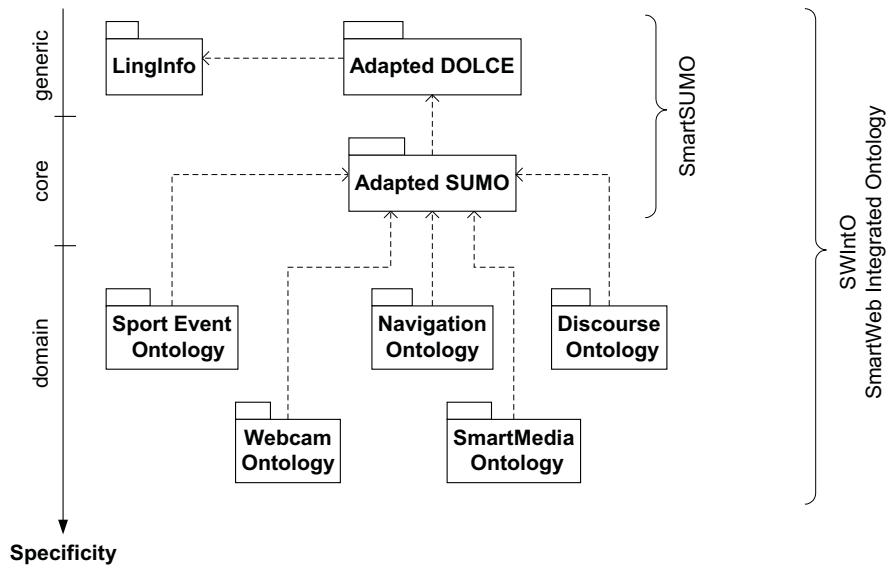 generic
LingInfo
Adapted DOLCE
SmartSUMO
core
Adapted SUMO
SWIntO
SmartWeb Integrated Ontology
domain
Sport Event
Ontology
Navigation
Ontology
Discourse
Ontology
Webcam
Ontology
SmartMedia
Ontology
Specificity